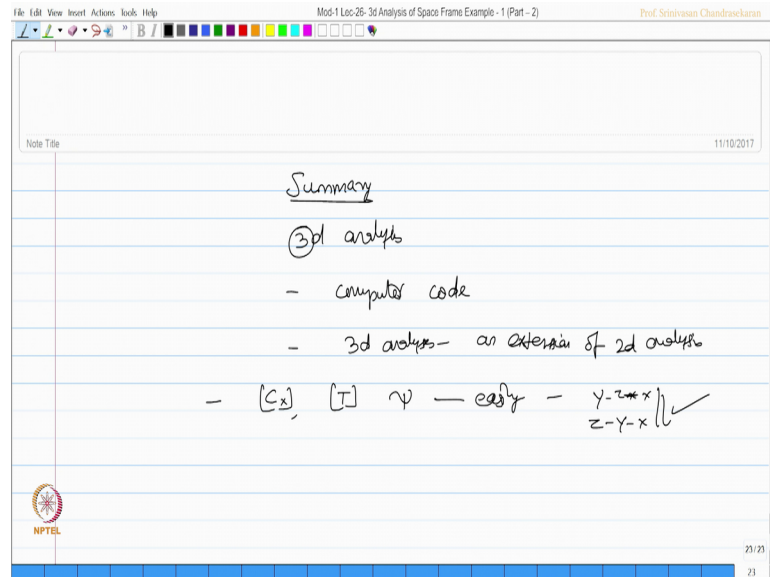 File Edit View Insert Actions Tools Help
Mod-1 Lec-26- 3d Analysis of Space Frame Example - 1 (Part – 2)
Prof. Srinivasan Chandrasekaran
B I
Note Title
11/10/2017
Summary
3d analysis
- computer code
- 3d analysis - an extension of 2d analysis
- [Cx], [T] ψ — easily - Y-Z-X
Z-Y-X
NPTEL
23/23
23